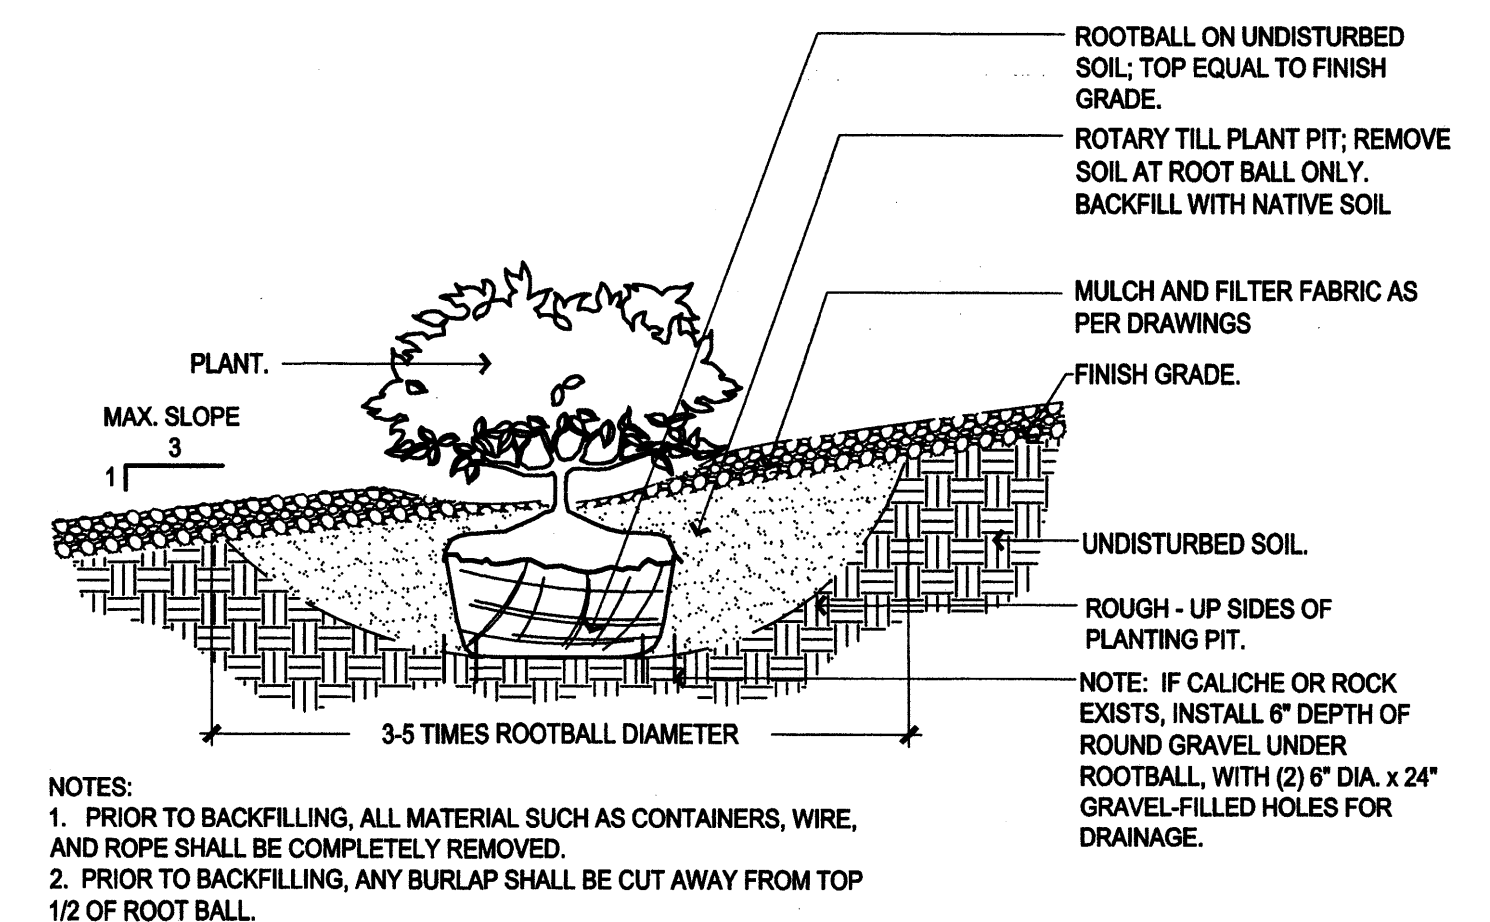 ROOTBALL ON UNDISTURBED
SOIL; TOP EQUAL TO FINISH
GRADE.
ROTARY TILL PLANT PIT; REMOVE
SOIL AT ROOT BALL ONLY.
BACKFILL WITH NATIVE SOIL
MULCH AND FILTER FABRIC AS
PER DRAWINGS
PLANT.
FINISH GRADE.
MAX. SLOPE
3
1
UNDISTURBED SOIL.
ROUGH - UP SIDES OF
PLANTING PIT.
NOTE: IF CALICHE OR ROCK
EXISTS, INSTALL 6" DEPTH OF
ROUND GRAVEL UNDER
ROOTBALL, WITH (2) 6" DIA. x 24"
GRAVEL-FILLED HOLES FOR
DRAINAGE.
3-5 TIMES ROOTBALL DIAMETER
NOTES:
1. PRIOR TO BACKFILLING, ALL MATERIAL SUCH AS CONTAINERS, WIRE,
AND ROPE SHALL BE COMPLETELY REMOVED.
2. PRIOR TO BACKFILLING, ANY BURLAP SHALL BE CUT AWAY FROM TOP
1/2 OF ROOT BALL.